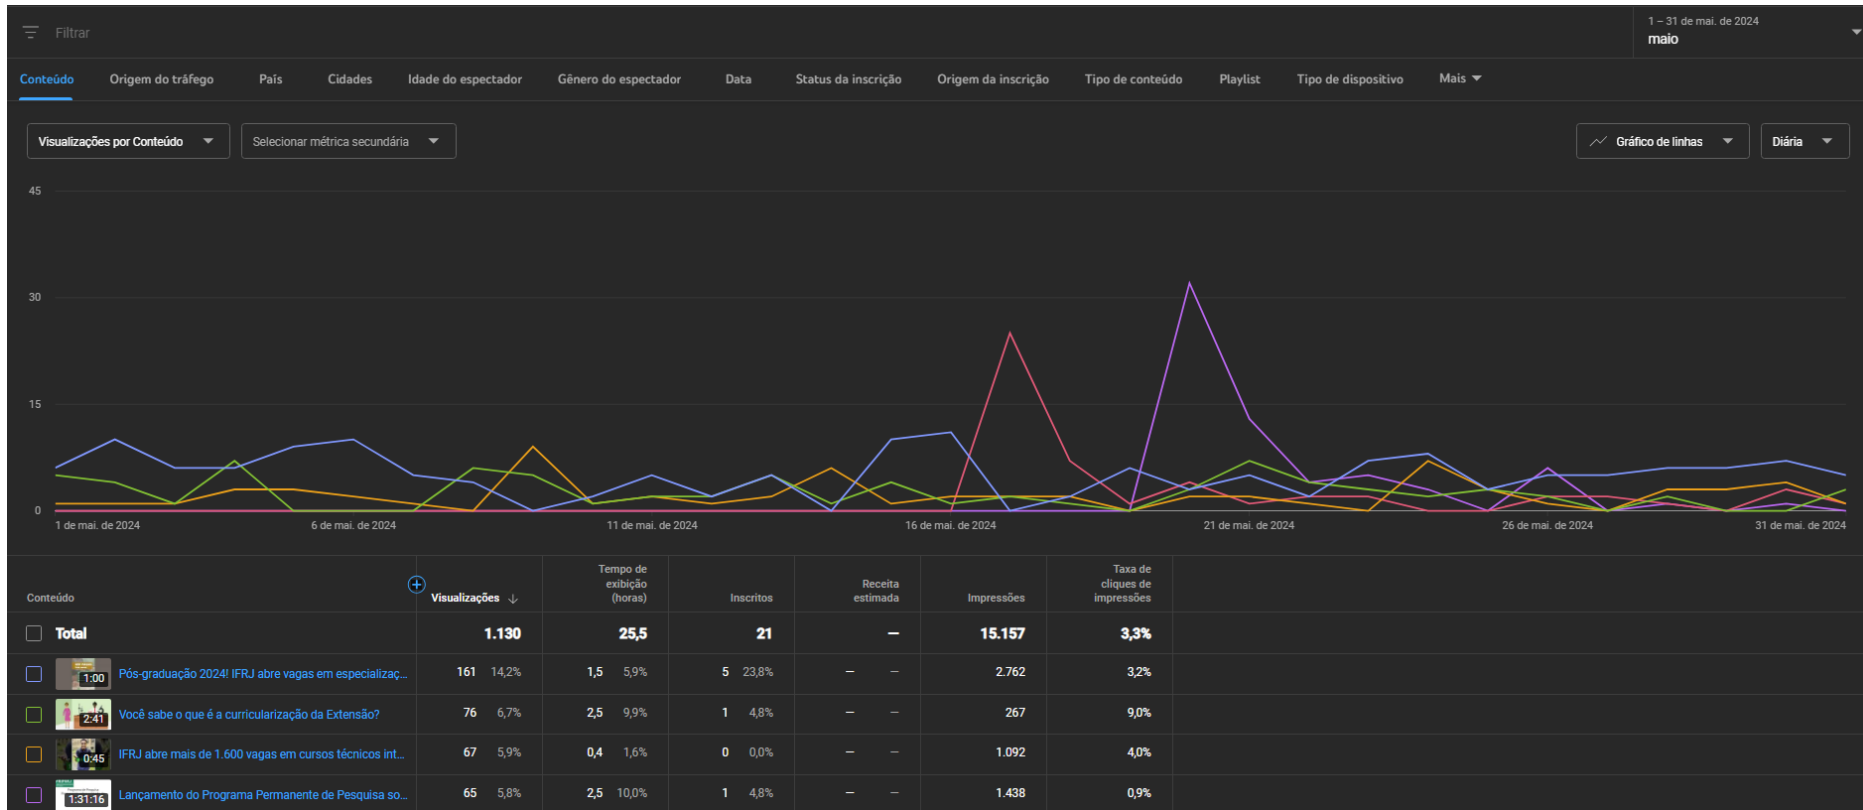 Filtrar
1 – 31 de mai. de 2024
maio
Conteúdo Origem do tráfego País Cidades Idade do espectador Gênero do espectador Data Status da inscrição Origem da inscrição Tipo de conteúdo Playlist Tipo de dispositivo Mais
Visualizações por Conteúdo Selecionar métrica secundária Gráfico de linhas Diária
45
30
15
0
1 de mai. de 2024 6 de mai. de 2024 11 de mai. de 2024 16 de mai. de 2024 21 de mai. de 2024 26 de mai. de 2024 31 de mai. de 2024
Conteúdo
Visualizações
Tempo de
exibição
(horas)
Inscritos
Receita
estimada
Impressões
Taxa de
cliques de
impressões
Total 1.130 25,5 21 — 15.157 3,3%
1:00 Pós-graduação 2024! IFRJ abre vagas em especializaç... 161 14,2% 1,5 5,9% 5 23,8% — — 2.762 3,2%
2:41 Você sabe o que é a curricularização da Extensão? 76 6,7% 2,5 9,9% 1 4,8% — — 267 9,0%
0:45 IFRJ abre mais de 1.600 vagas em cursos técnicos int... 67 5,9% 0,4 1,6% 0 0,0% — — 1.092 4,0%
1:31:16 Lançamento do Programa Permanente de Pesquisa so... 65 5,8% 2,5 10,0% 1 4,8% — — 1.438 0,9%